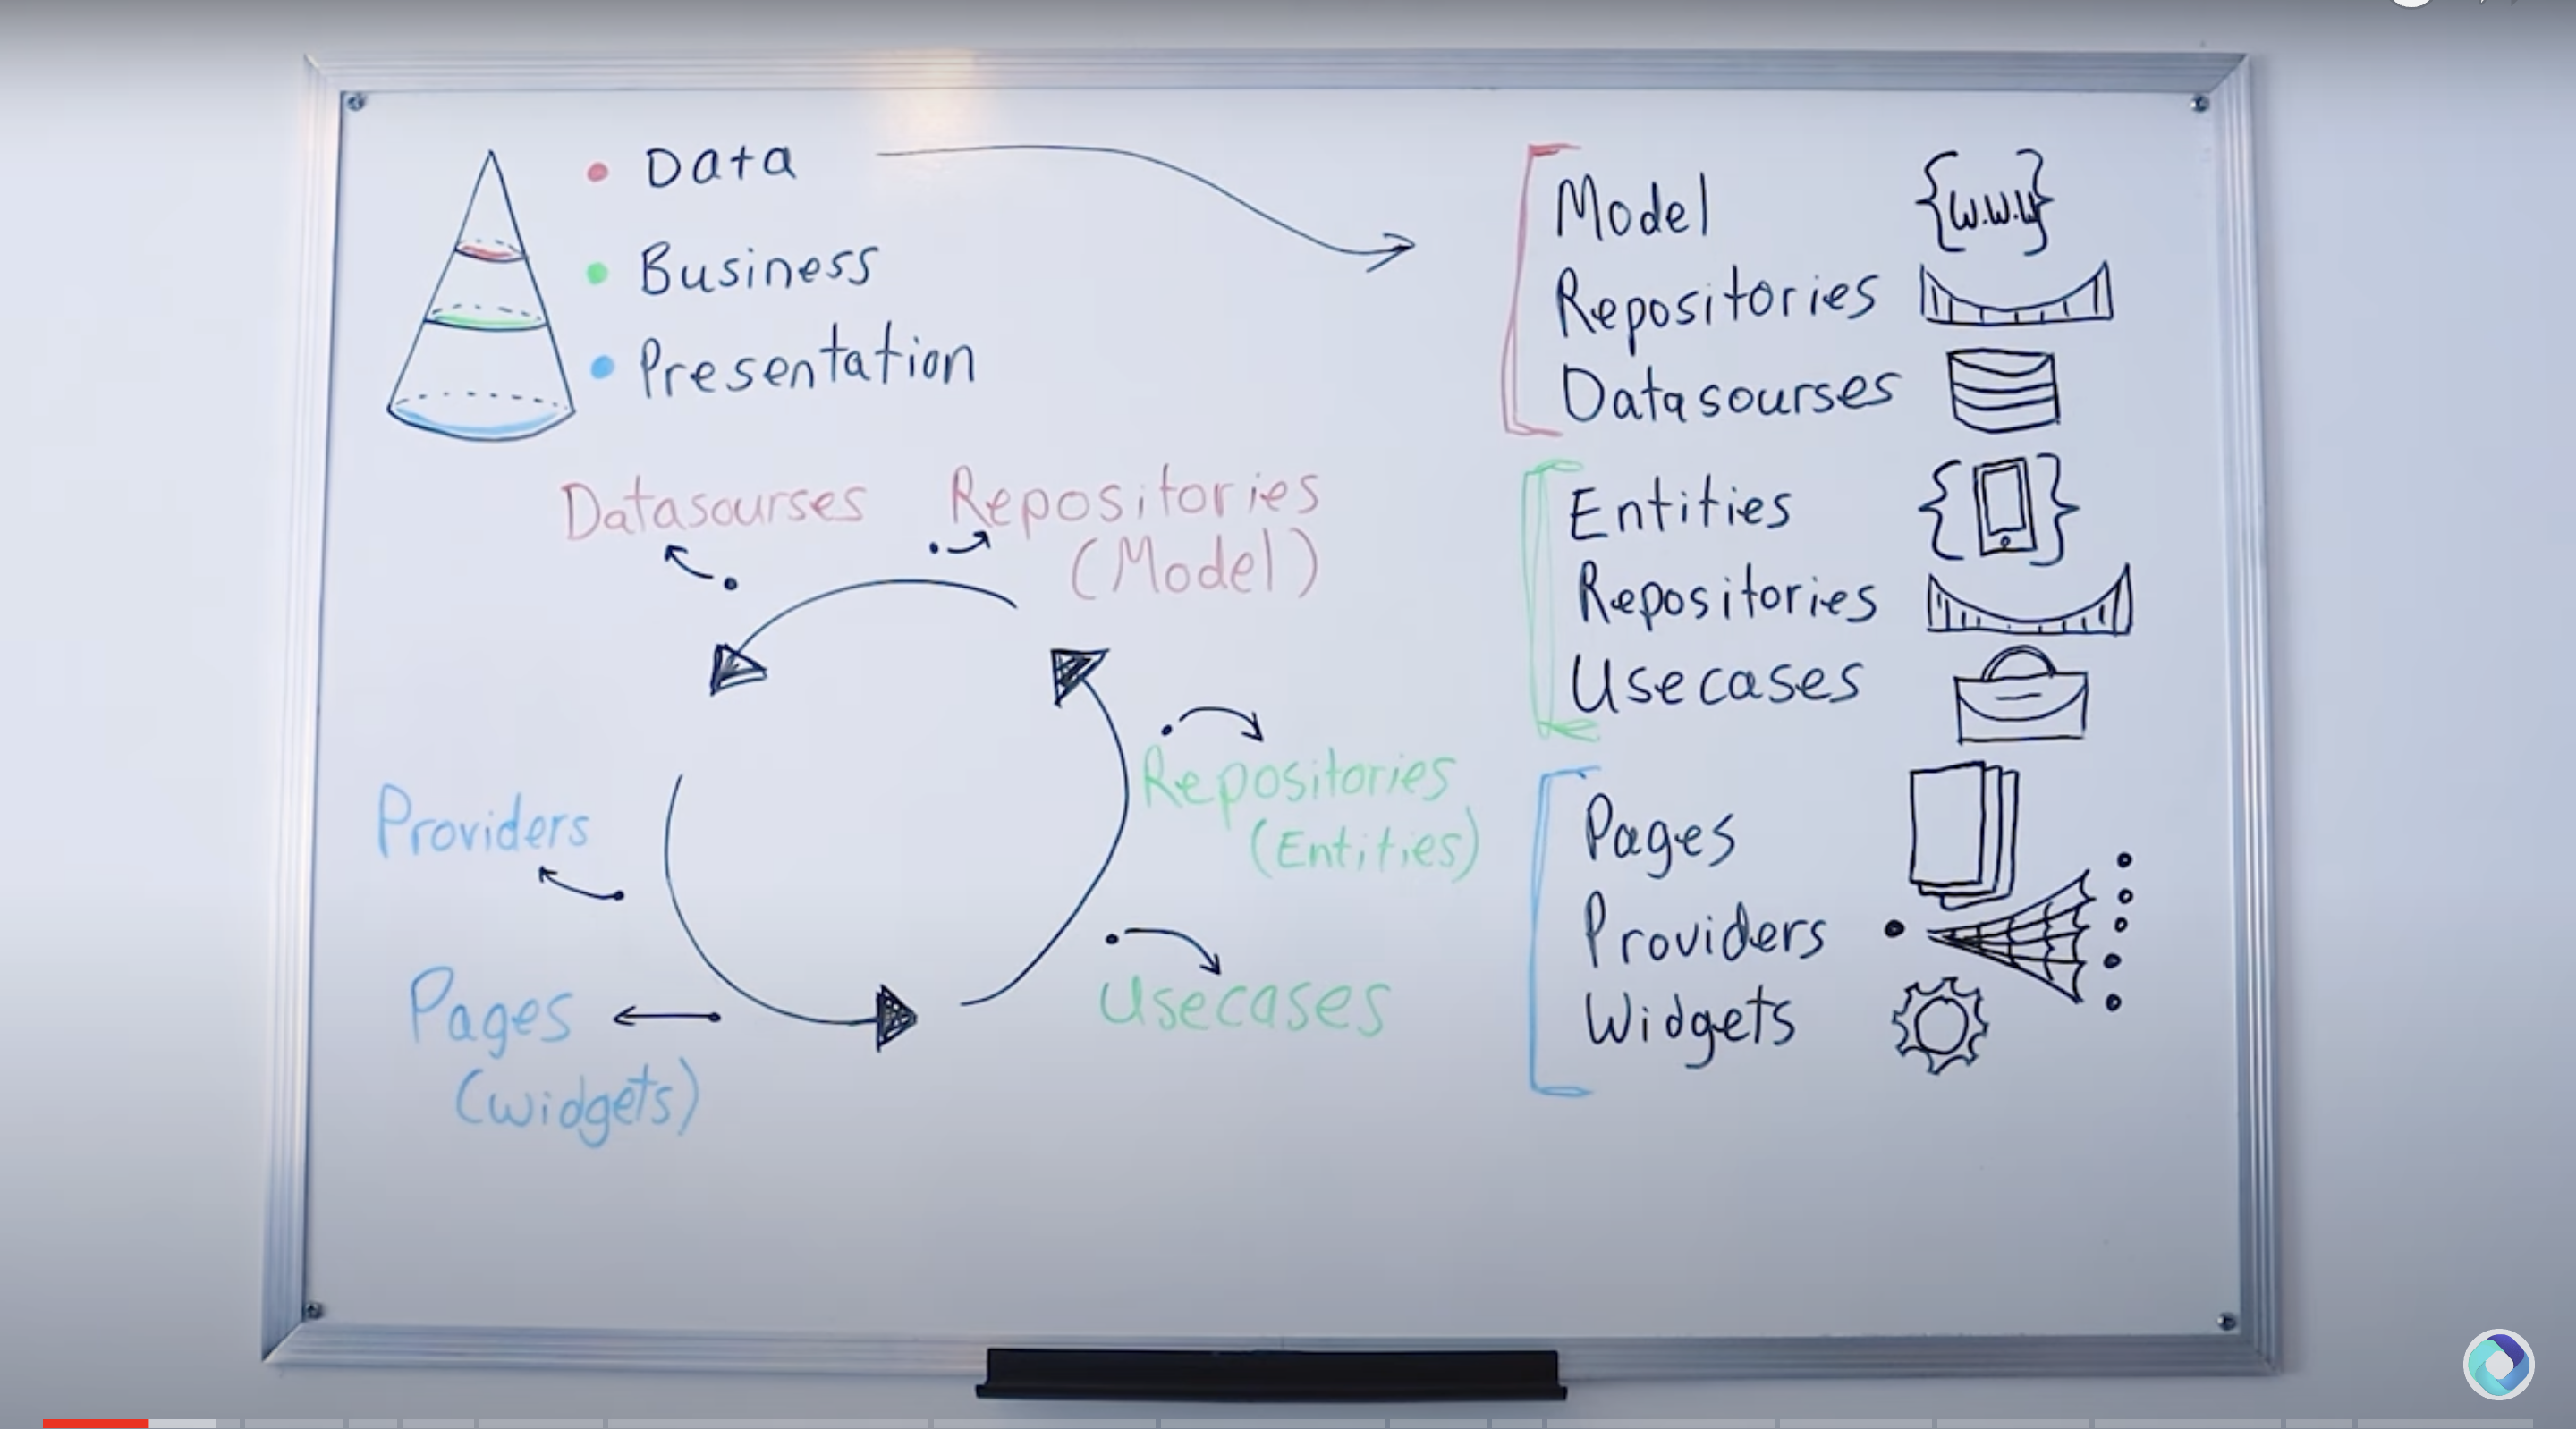 Data
Business
Presentation
Model
{W.W.W}
Repositories
Datasourses
Entities
Repositories
Usecases
Pages
Providers
Widgets
Datasourses
Repositories
(Model)
Repositories
(Entities)
Usecases
Providers
Pages
(widgets)